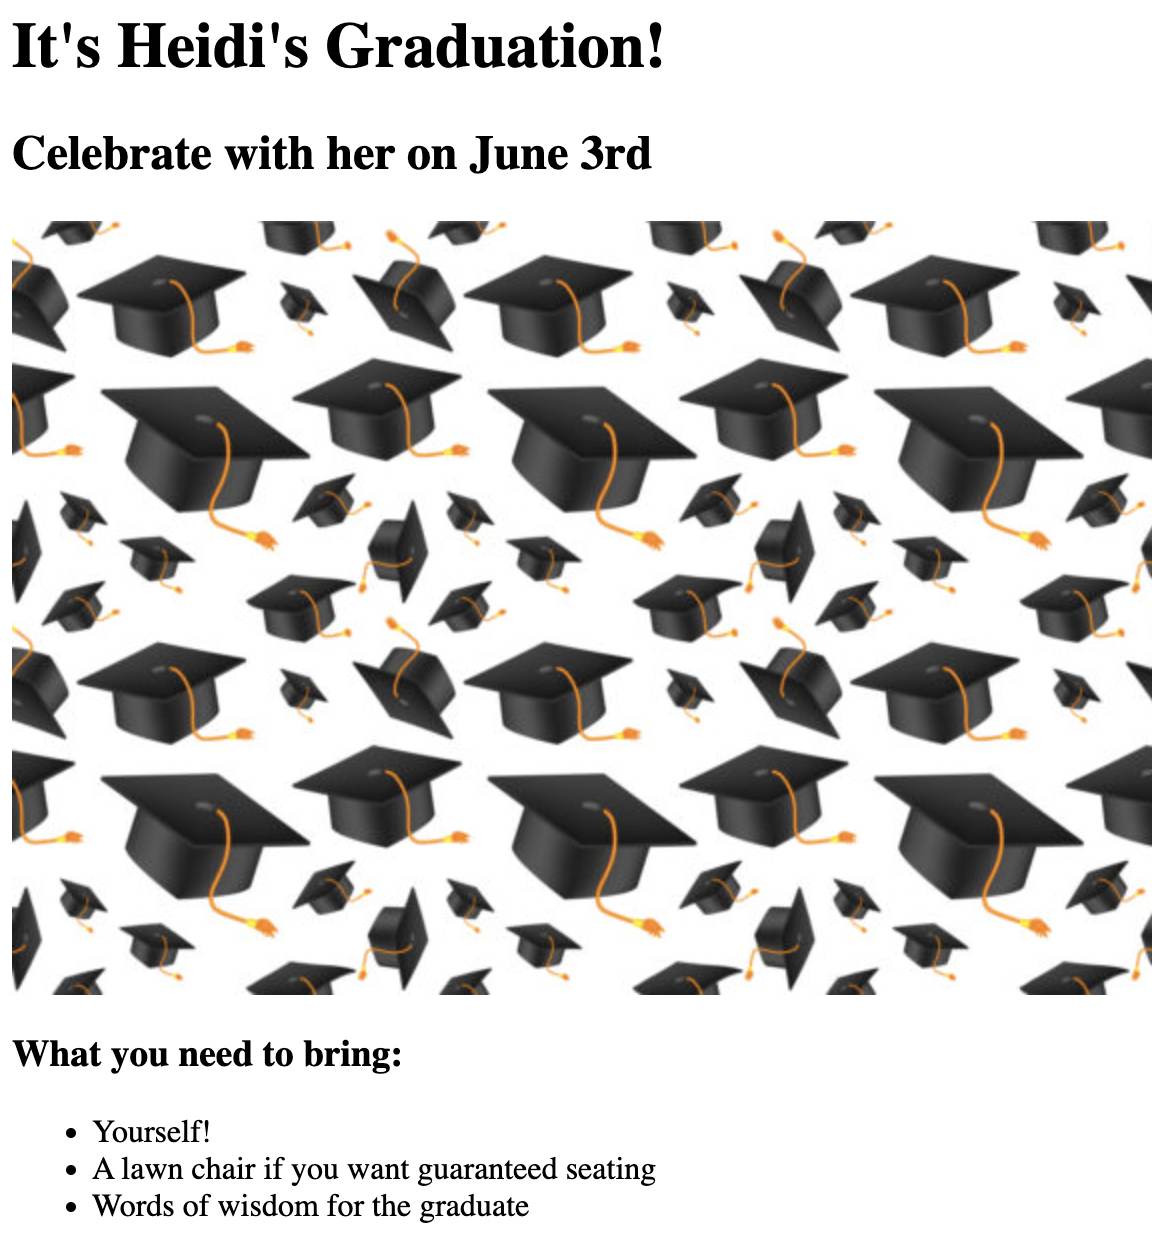 It's Heidi's Graduation!
Celebrate with her on June 3rd
What you need to bring:
• Yourself!
• A lawn chair if you want guaranteed seating
• Words of wisdom for the graduate